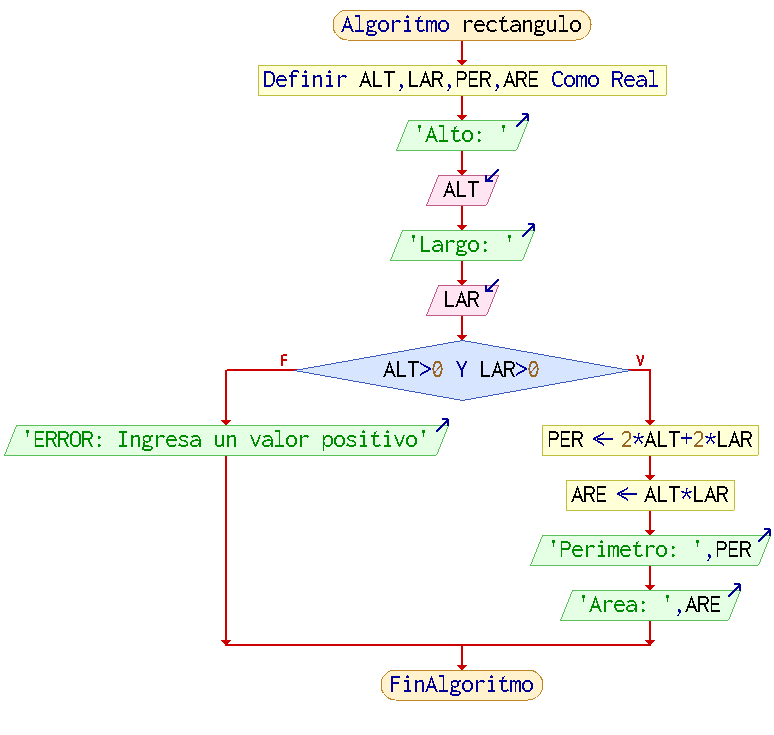 Algoritmo rectangulo
Definir ALT,LAR,PER,ARE Como Real
'Alto: '
ALT
'Largo: '
LAR
ALT>0 Y LAR>0
F
V
'ERROR: Ingresa un valor positivo'
PER ← 2*ALT+2*LAR
ARE ← ALT*LAR
'Perimetro: ',PER
'Area: ',ARE
FinAlgoritmo